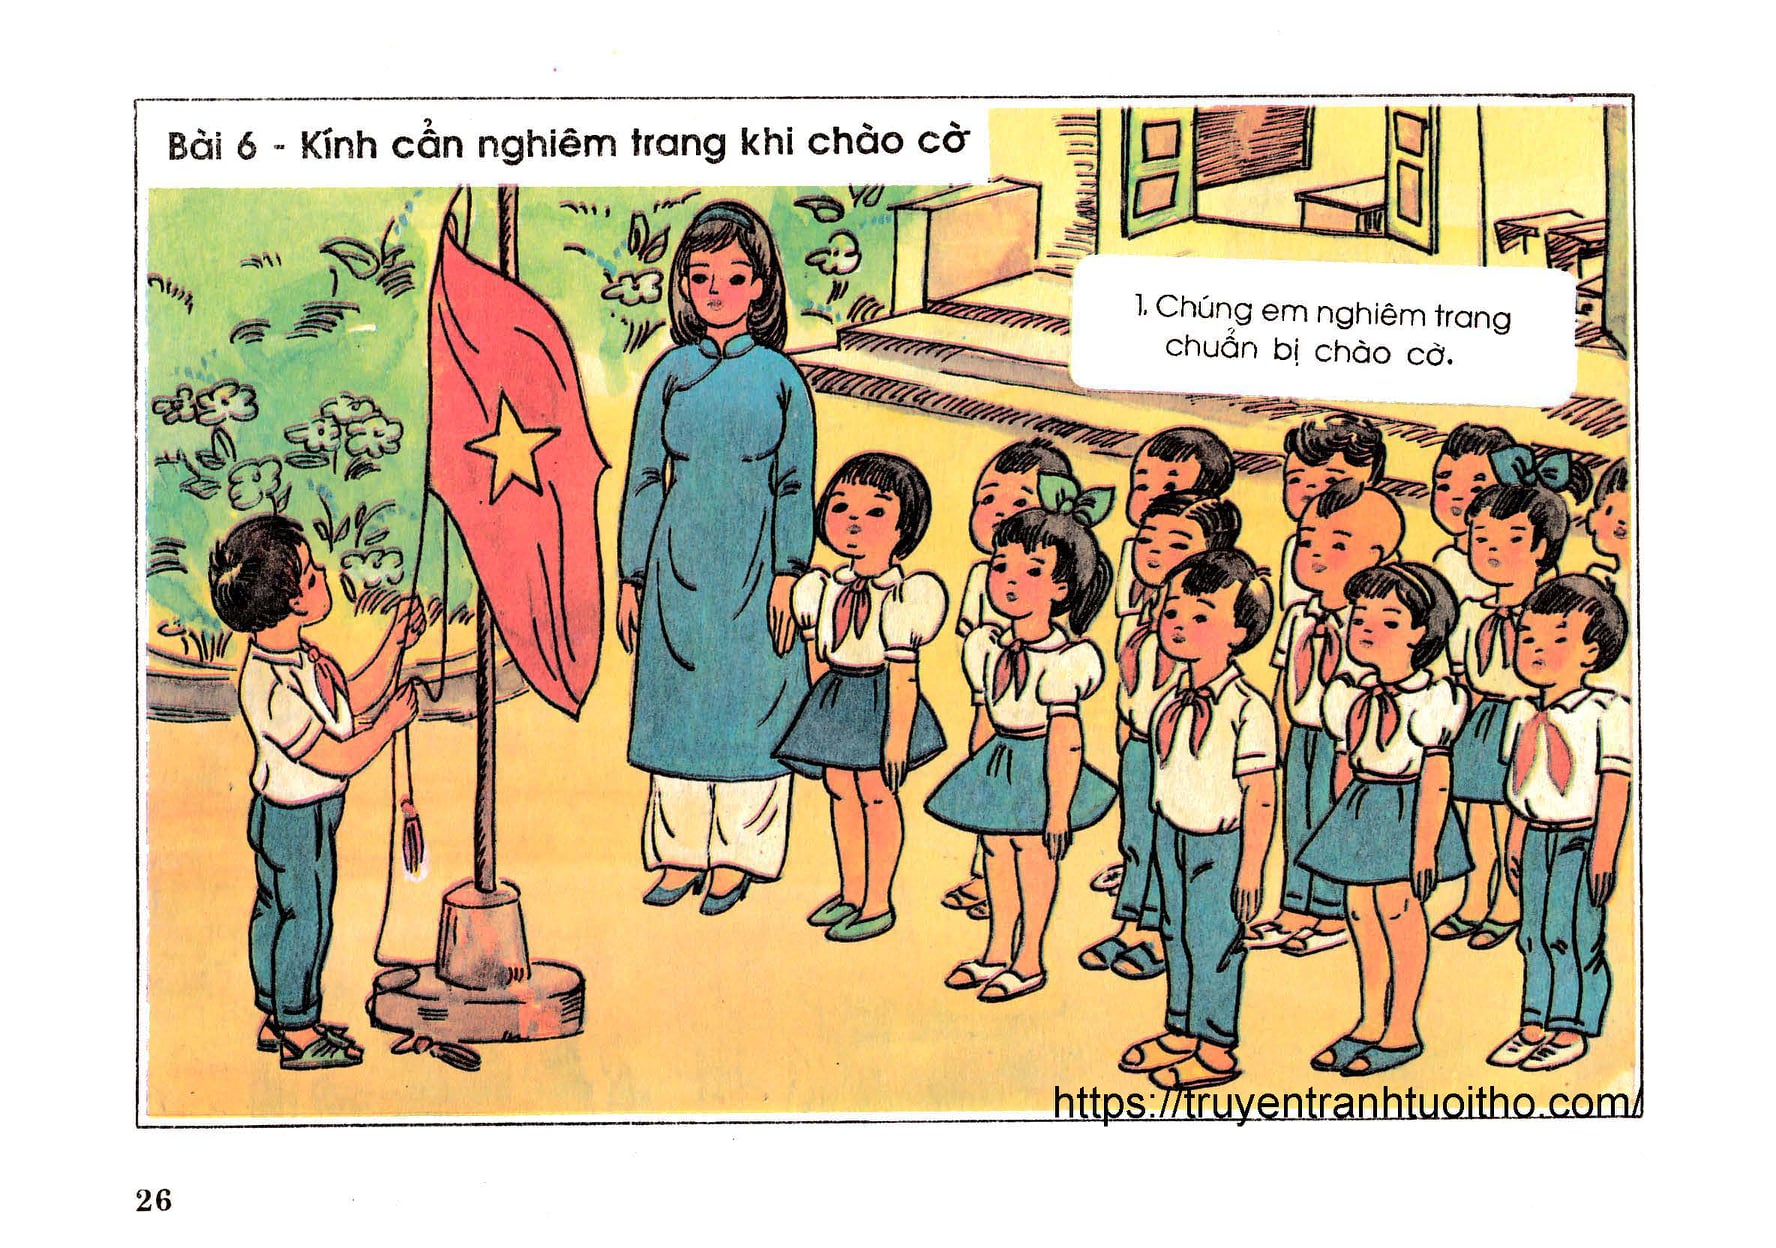 Bài 6 - Kính cẩn nghiêm trang khi chào cờ
1. Chúng em nghiêm trang
chuẩn bị chào cờ.
https://truyentranhtuoitho.com/
26